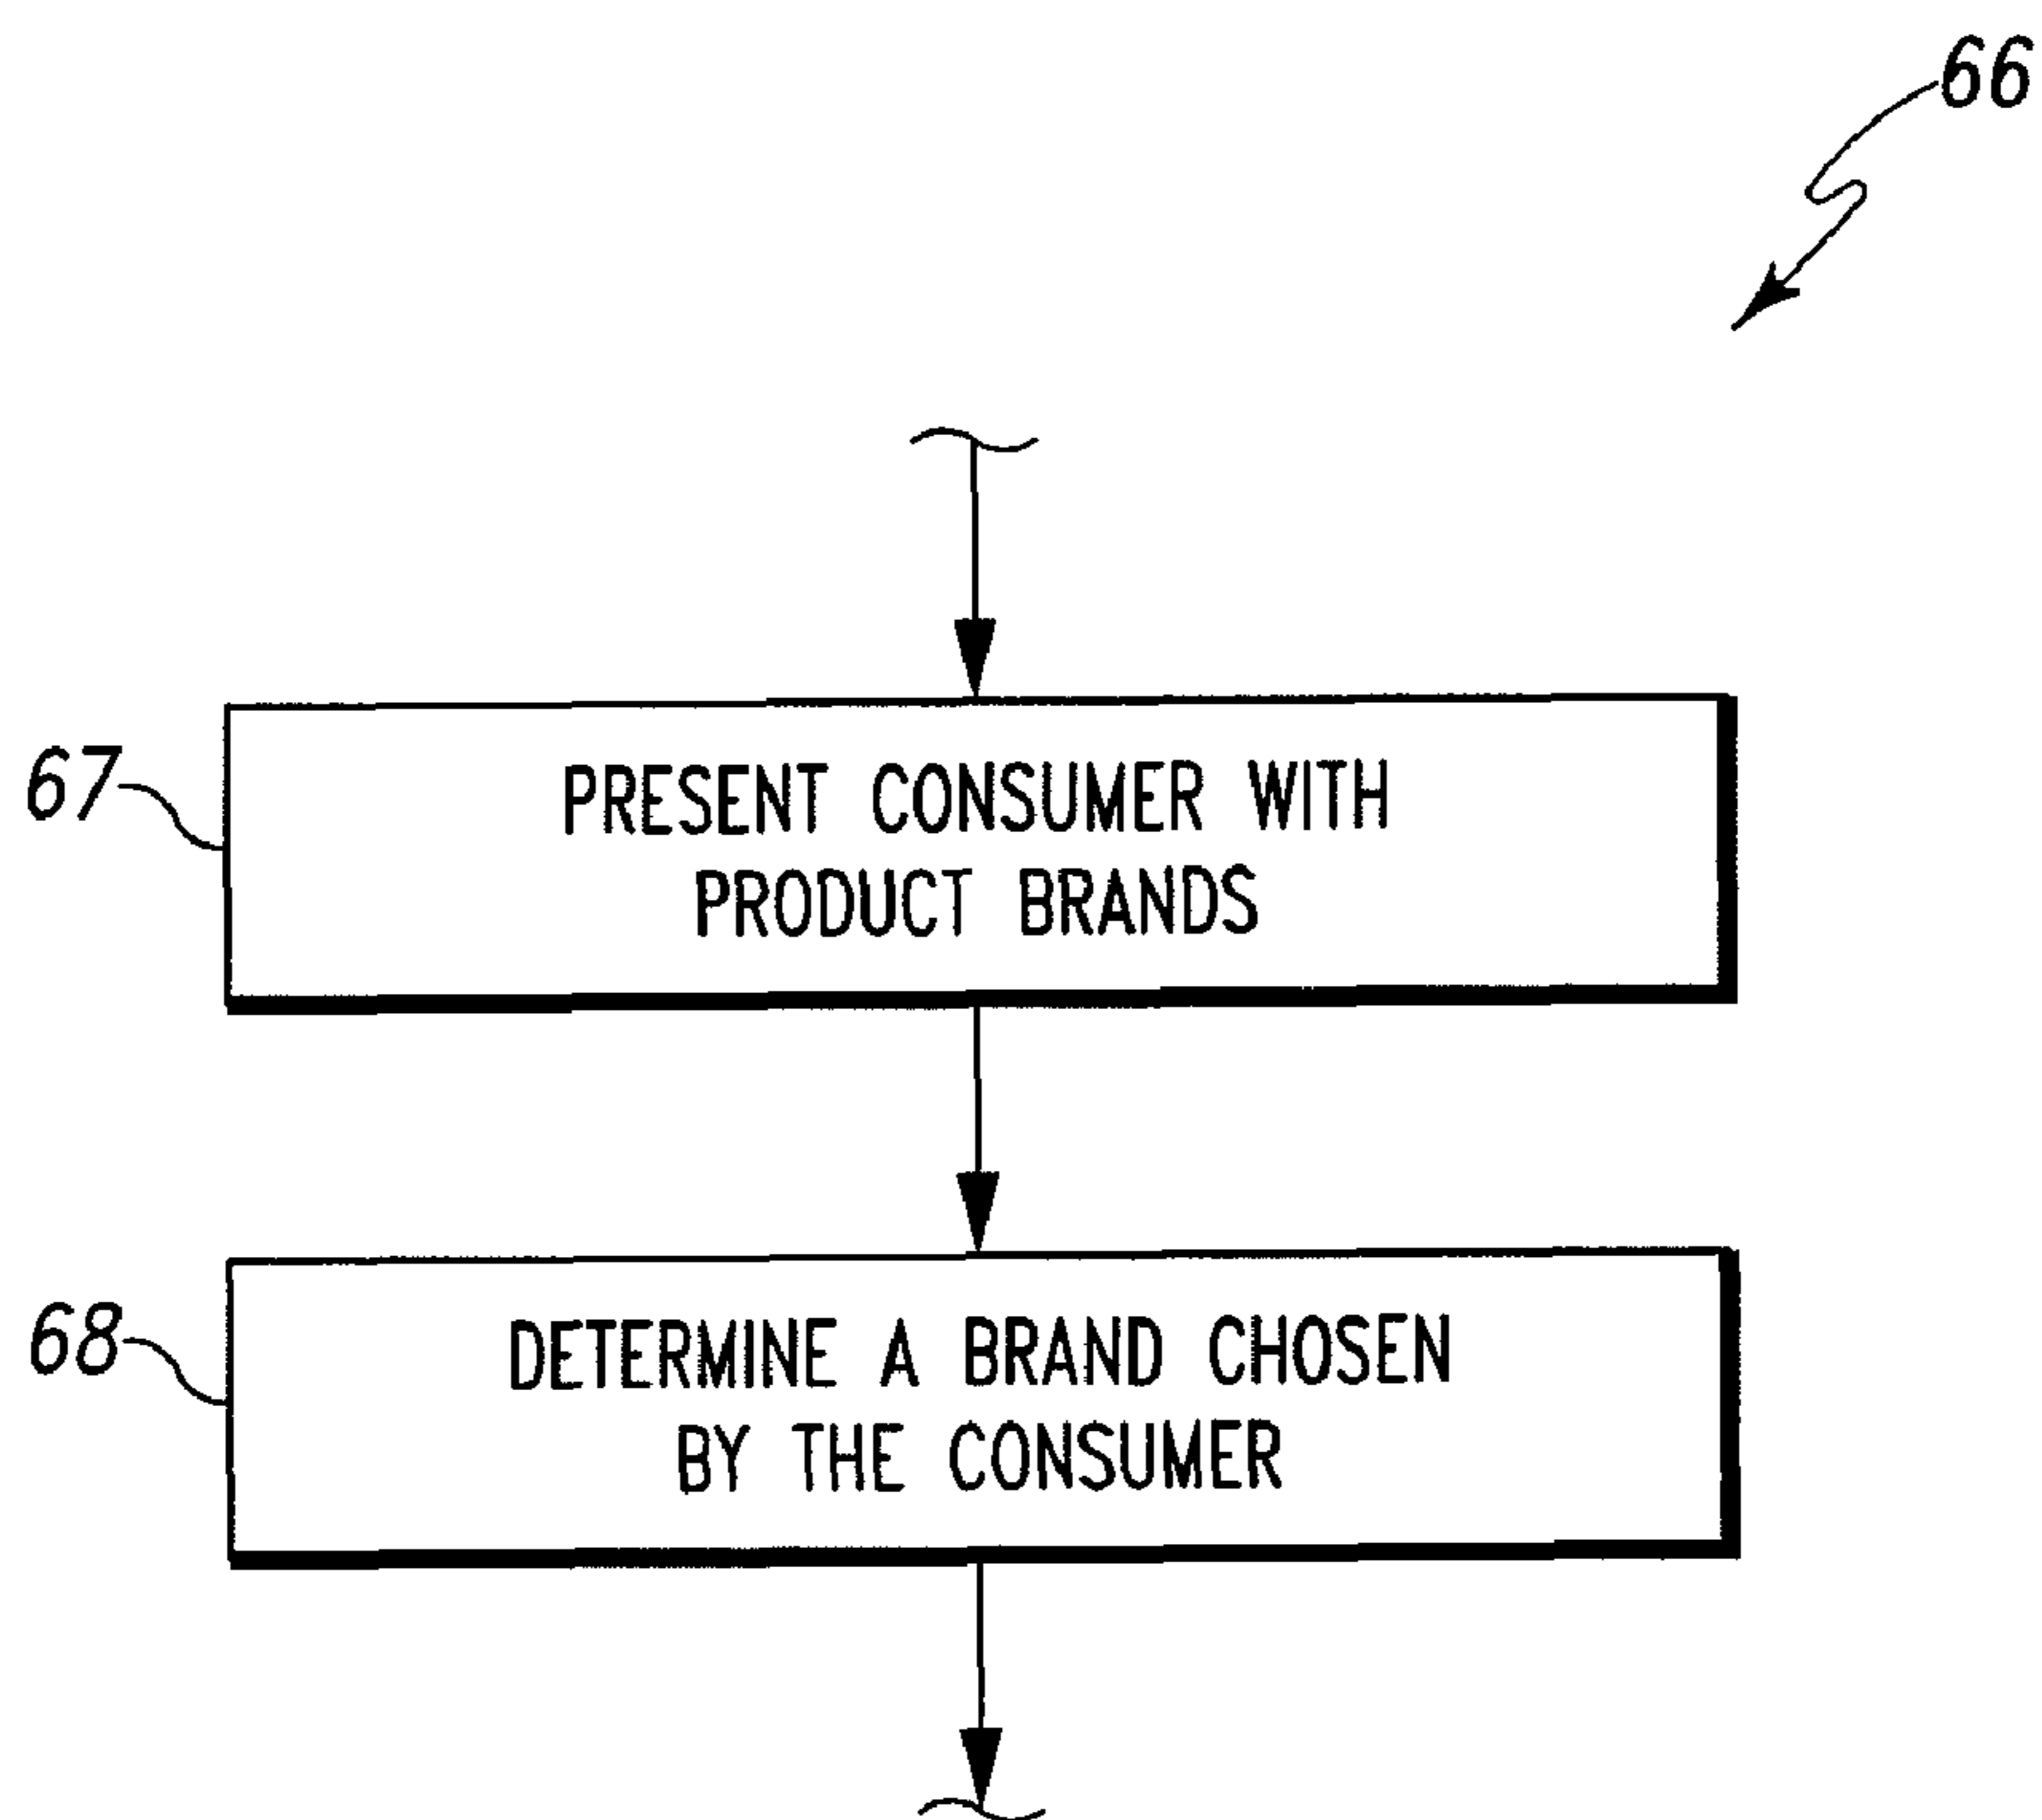 66
67
PRESENT CONSUMER WITH
PRODUCT BRANDS
68
DETERMINE A BRAND CHOSEN
BY THE CONSUMER